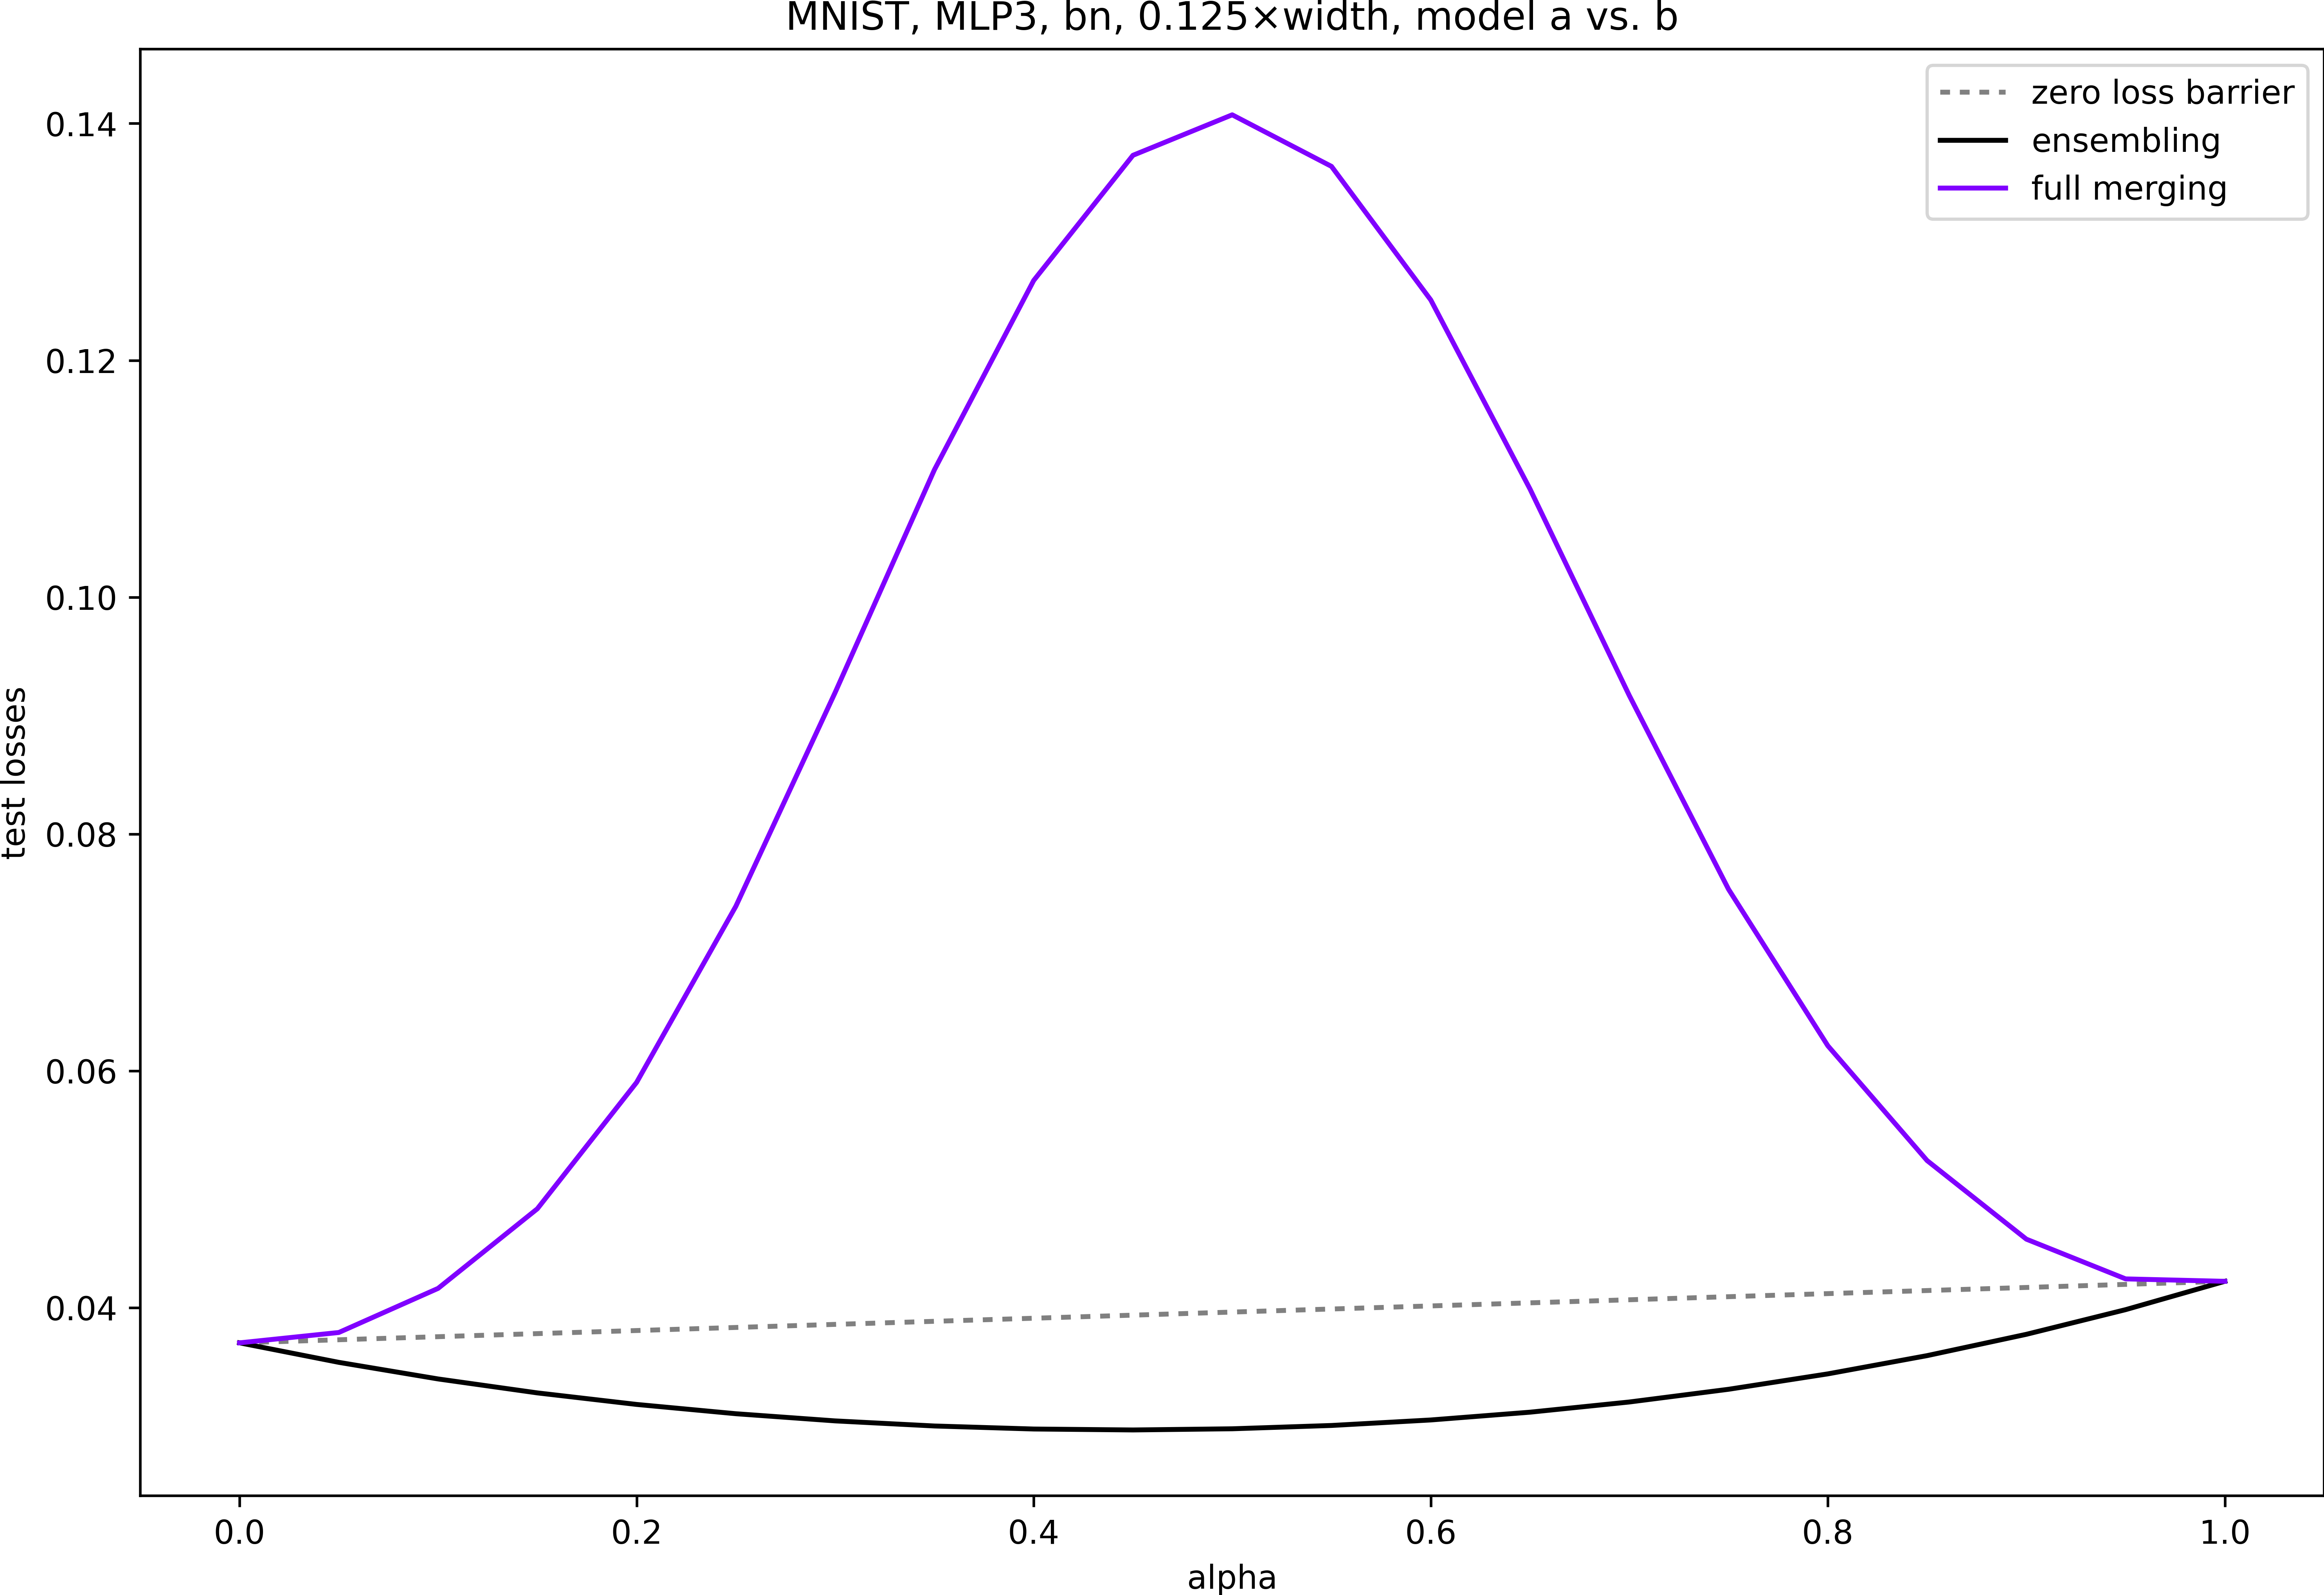 MNIST, MLP3, bn, 0.125×width, model a vs. b
zero loss barrier
ensembling
full merging
0.14
0.12
0.10
0.08
0.06
0.04
test losses
0.0 0.2 0.4 0.6 0.8 1.0
alpha